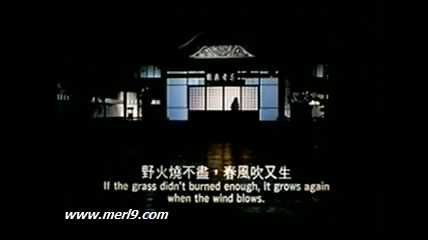 野火燒不盡，春風吹又生
If the grass didn't burned enough, it grows again
when the wind blows.
www.merl9.com